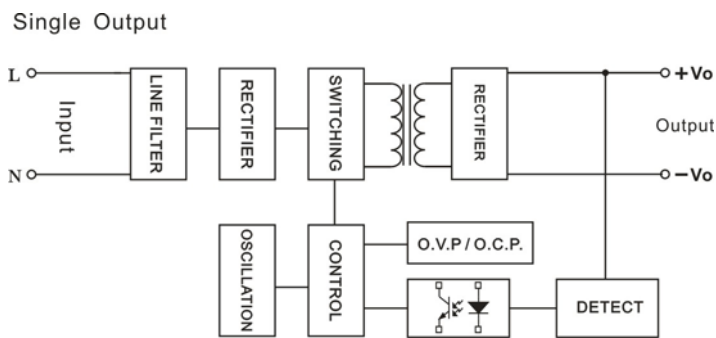 Single Output
L
Input
N
LINE FILTER
RECTIFIER
SWITCHING
RECTIFIER
+Vo
Output
−Vo
OSCILLATION
CONTROL
O.V.P / O.C.P.
DETECT